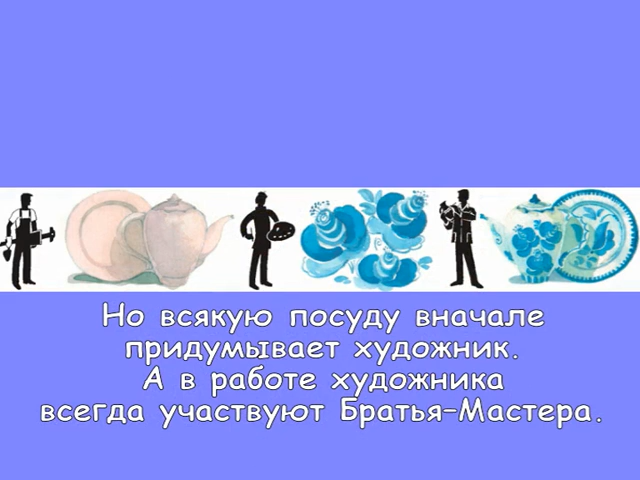 Но всякую посуду вначале
придумывает художник.
А в работе художника
всегда участвуют Братья–Мастера.